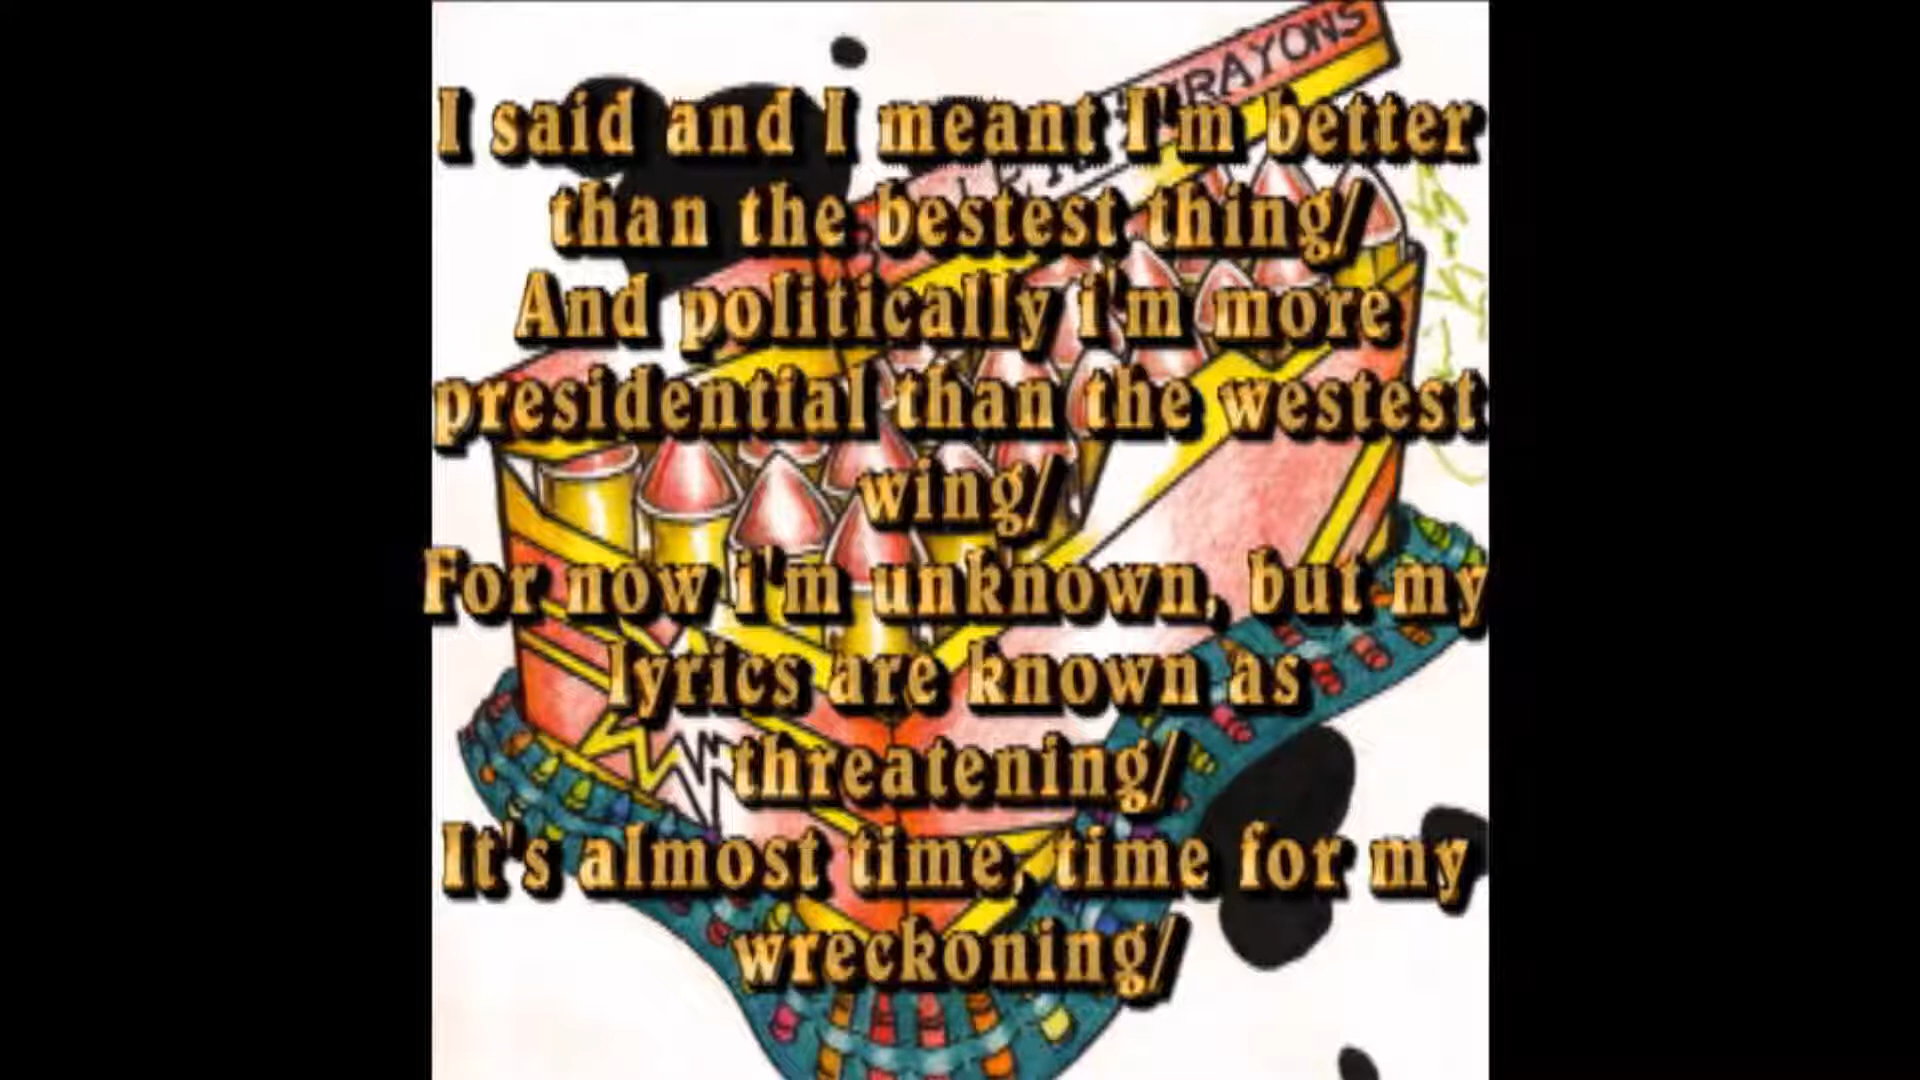 CRAYONS
I said and I meant I'm better
than the bestest thing/
And politically i'm more
presidential than the westest
wing/
For now i'm unknown, but my
lyrics are known as
threatening/
It's almost time, time for my
wreckoning/